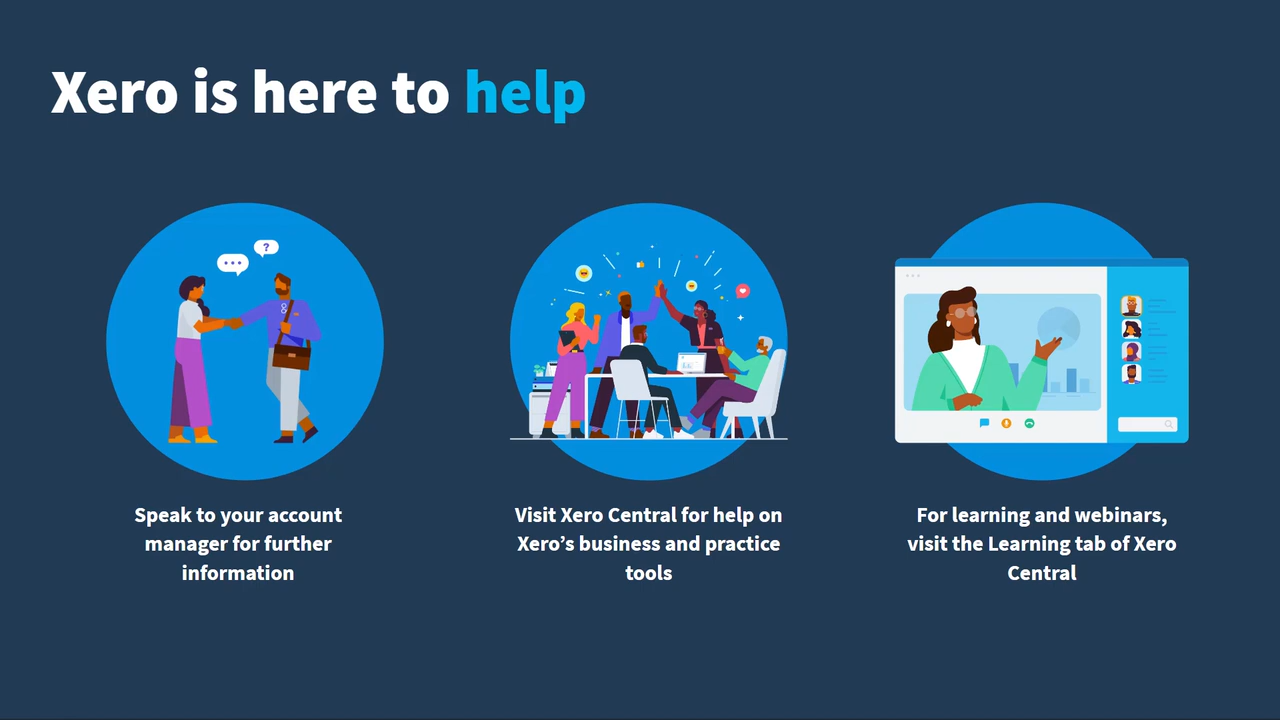 Xero is here to help
?
Speak to your account
manager for further
information
Visit Xero Central for help on
Xero’s business and practice
tools
For learning and webinars,
visit the Learning tab of Xero
Central